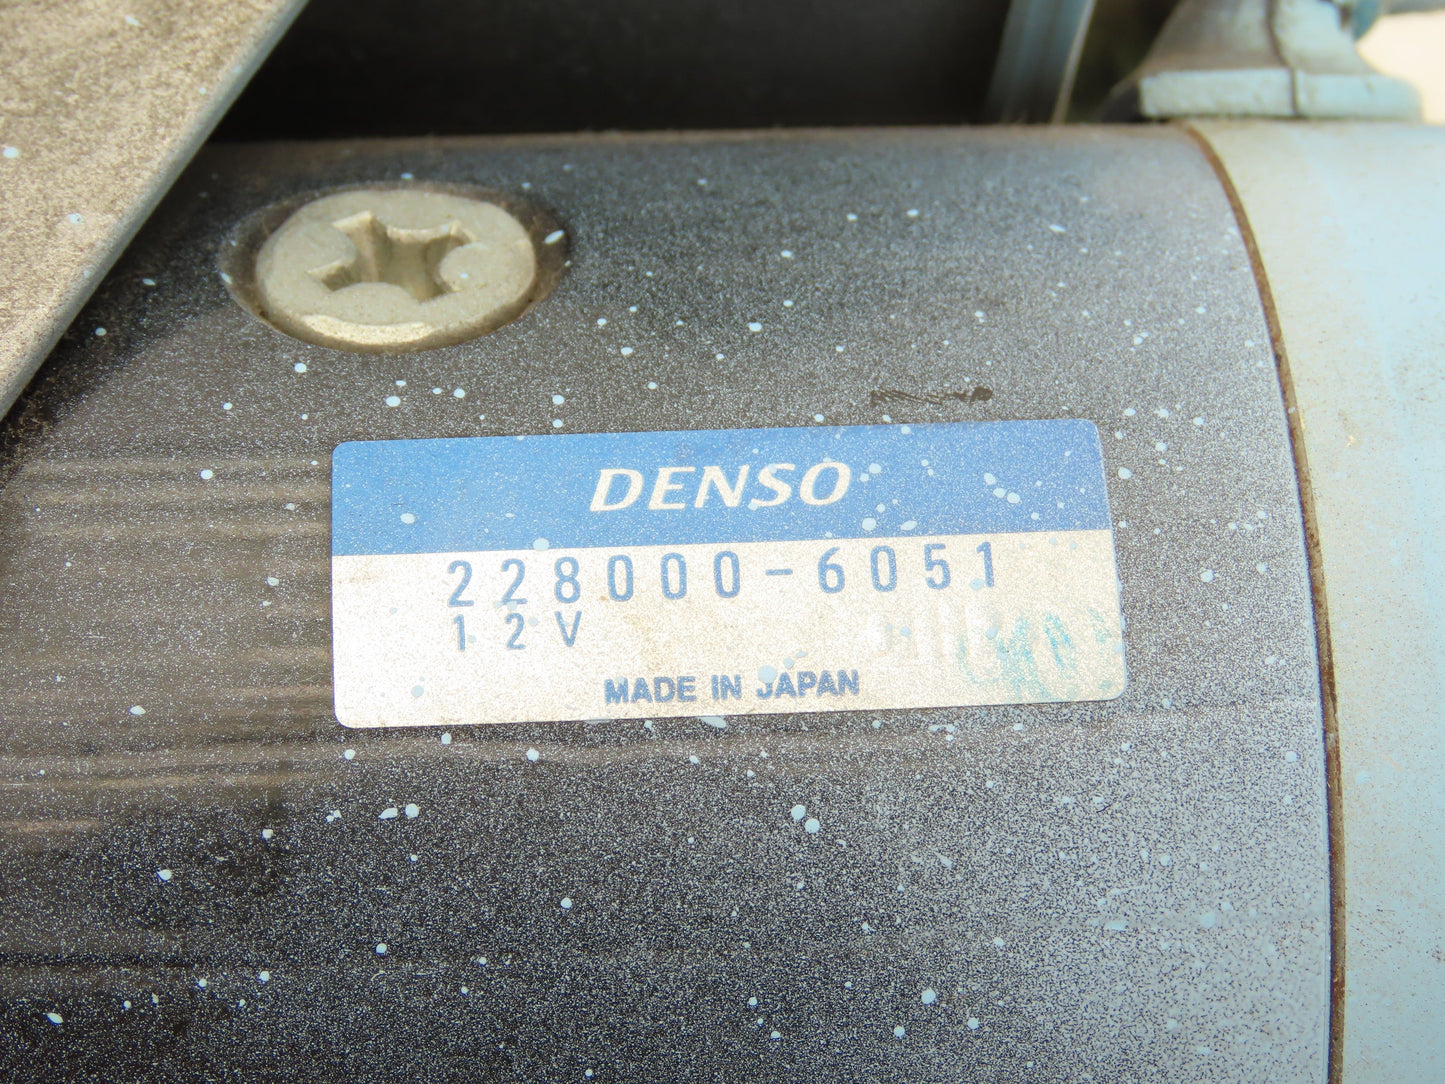 DENSO
228000-6051
12V
MADE IN JAPAN